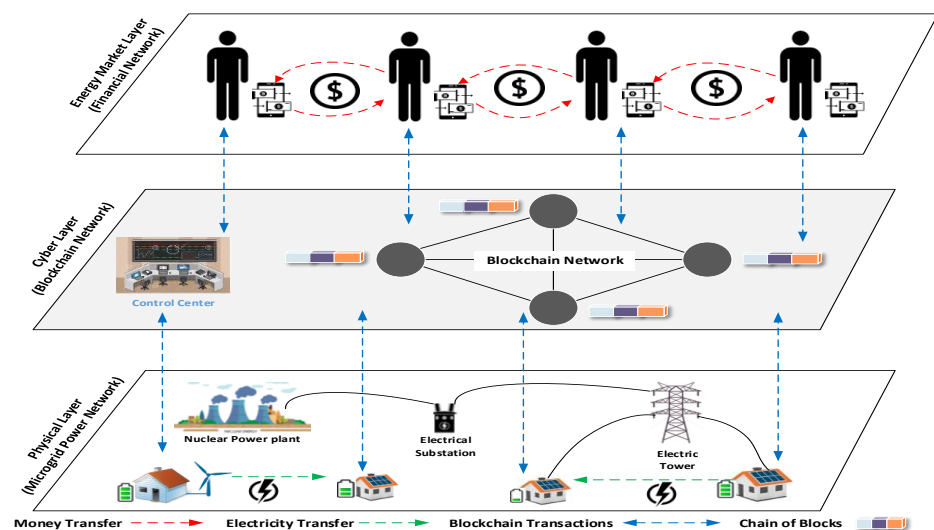 Energy Market Layer
(Financial Network)
$
$
$
Cyber Layer
(Blockchain Network)
Blockchain Network
Control Center
Physical Layer
(Microgrid Power Network)
Nuclear Power plant
Electrical
Substation
Electric
Tower
Money Transfer
Electricity Transfer
Blockchain Transactions
Chain of Blocks